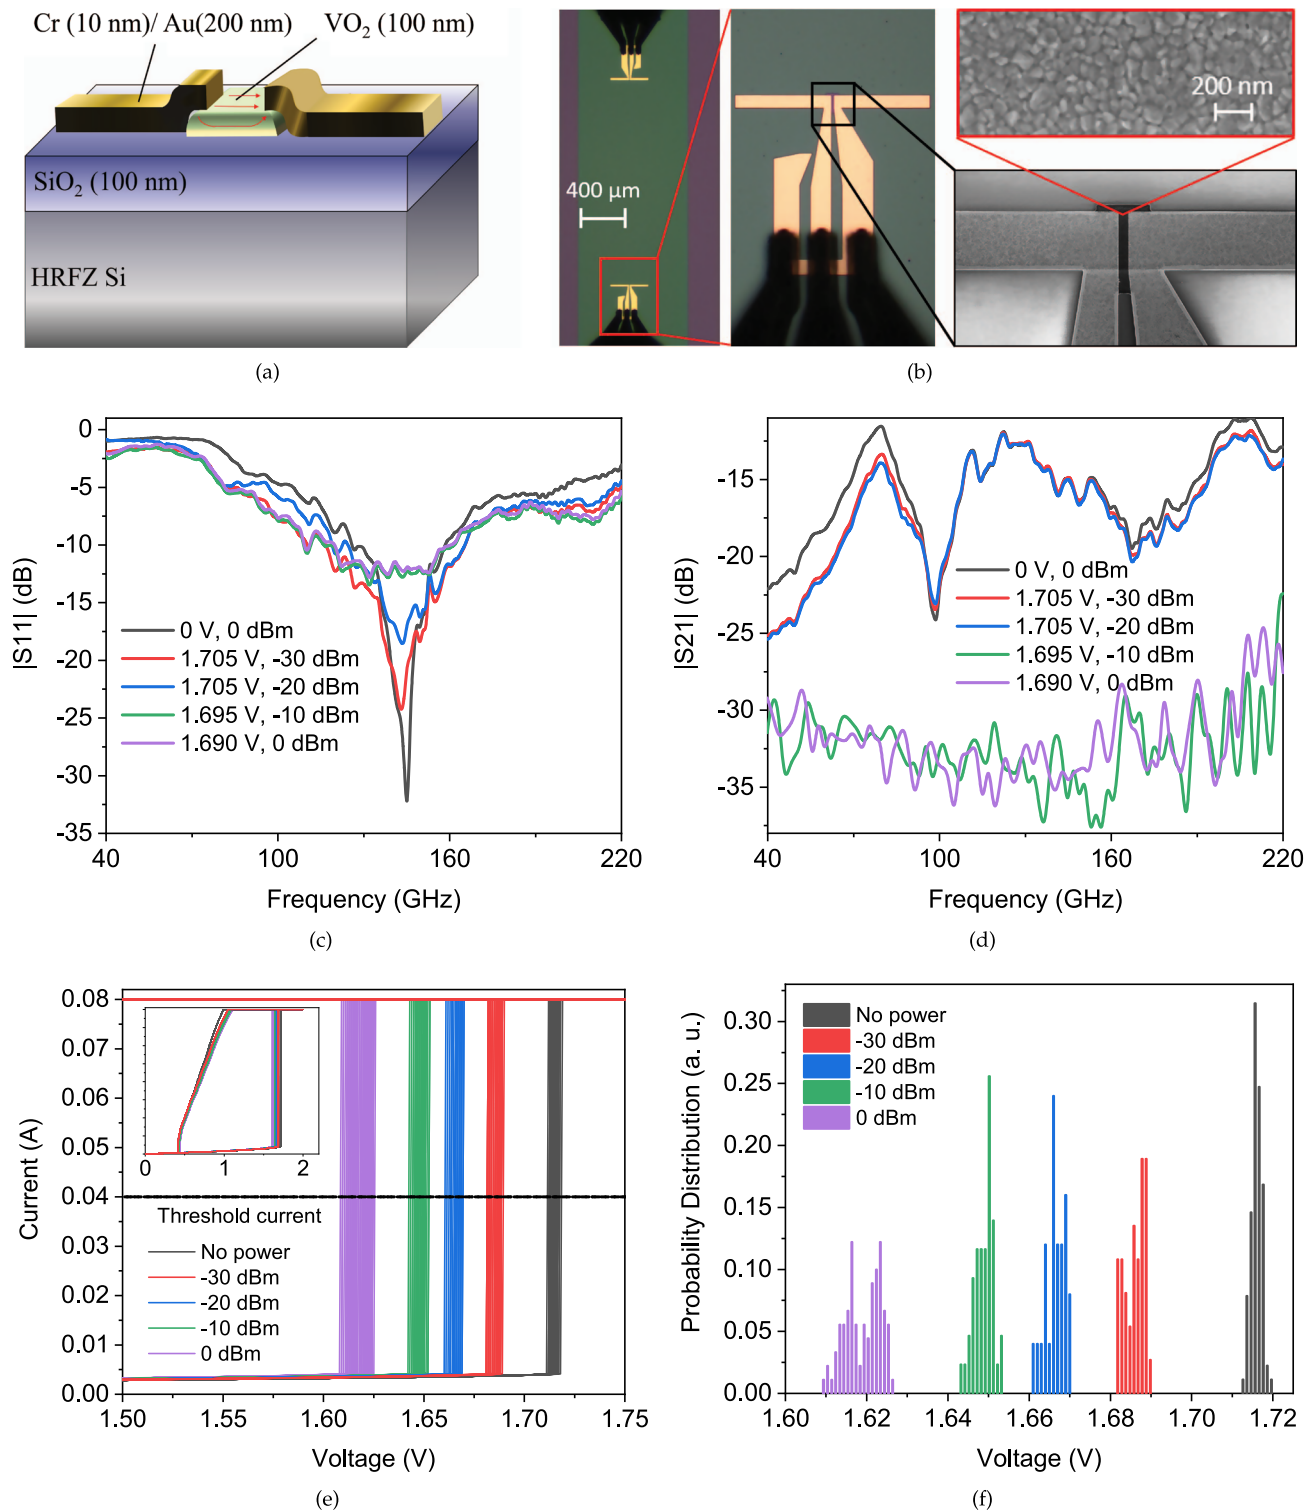 Cr (10 nm)/ Au(200 nm)
VO2 (100 nm)
SiO2 (100 nm)
HRFZ Si
(a)
400 µm
200 nm
(b)
0
-5
-10
-15
-20
-25
-30
-35
|S11| (dB)
0 V, 0 dBm
1.705 V, -30 dBm
1.705 V, -20 dBm
1.695 V, -10 dBm
1.690 V, 0 dBm
40
100
160
220
Frequency (GHz)
(c)
-15
-20
-25
-30
-35
|S21| (dB)
0 V, 0 dBm
1.705 V, -30 dBm
1.705 V, -20 dBm
1.695 V, -10 dBm
1.690 V, 0 dBm
40
100
160
220
Frequency (GHz)
(d)
0.08
0.07
0.06
0.05
0.04
0.03
0.02
0.01
0.00
Current (A)
0
1
2
Threshold current
No power
-30 dBm
-20 dBm
-10 dBm
0 dBm
1.50
1.55
1.60
1.65
1.70
1.75
Voltage (V)
(e)
0.30
0.25
0.20
0.15
0.10
0.05
0.00
Probability Distribution (a. u.)
No power
-30 dBm
-20 dBm
-10 dBm
0 dBm
1.60
1.62
1.64
1.66
1.68
1.70
1.72
Voltage (V)
(f)